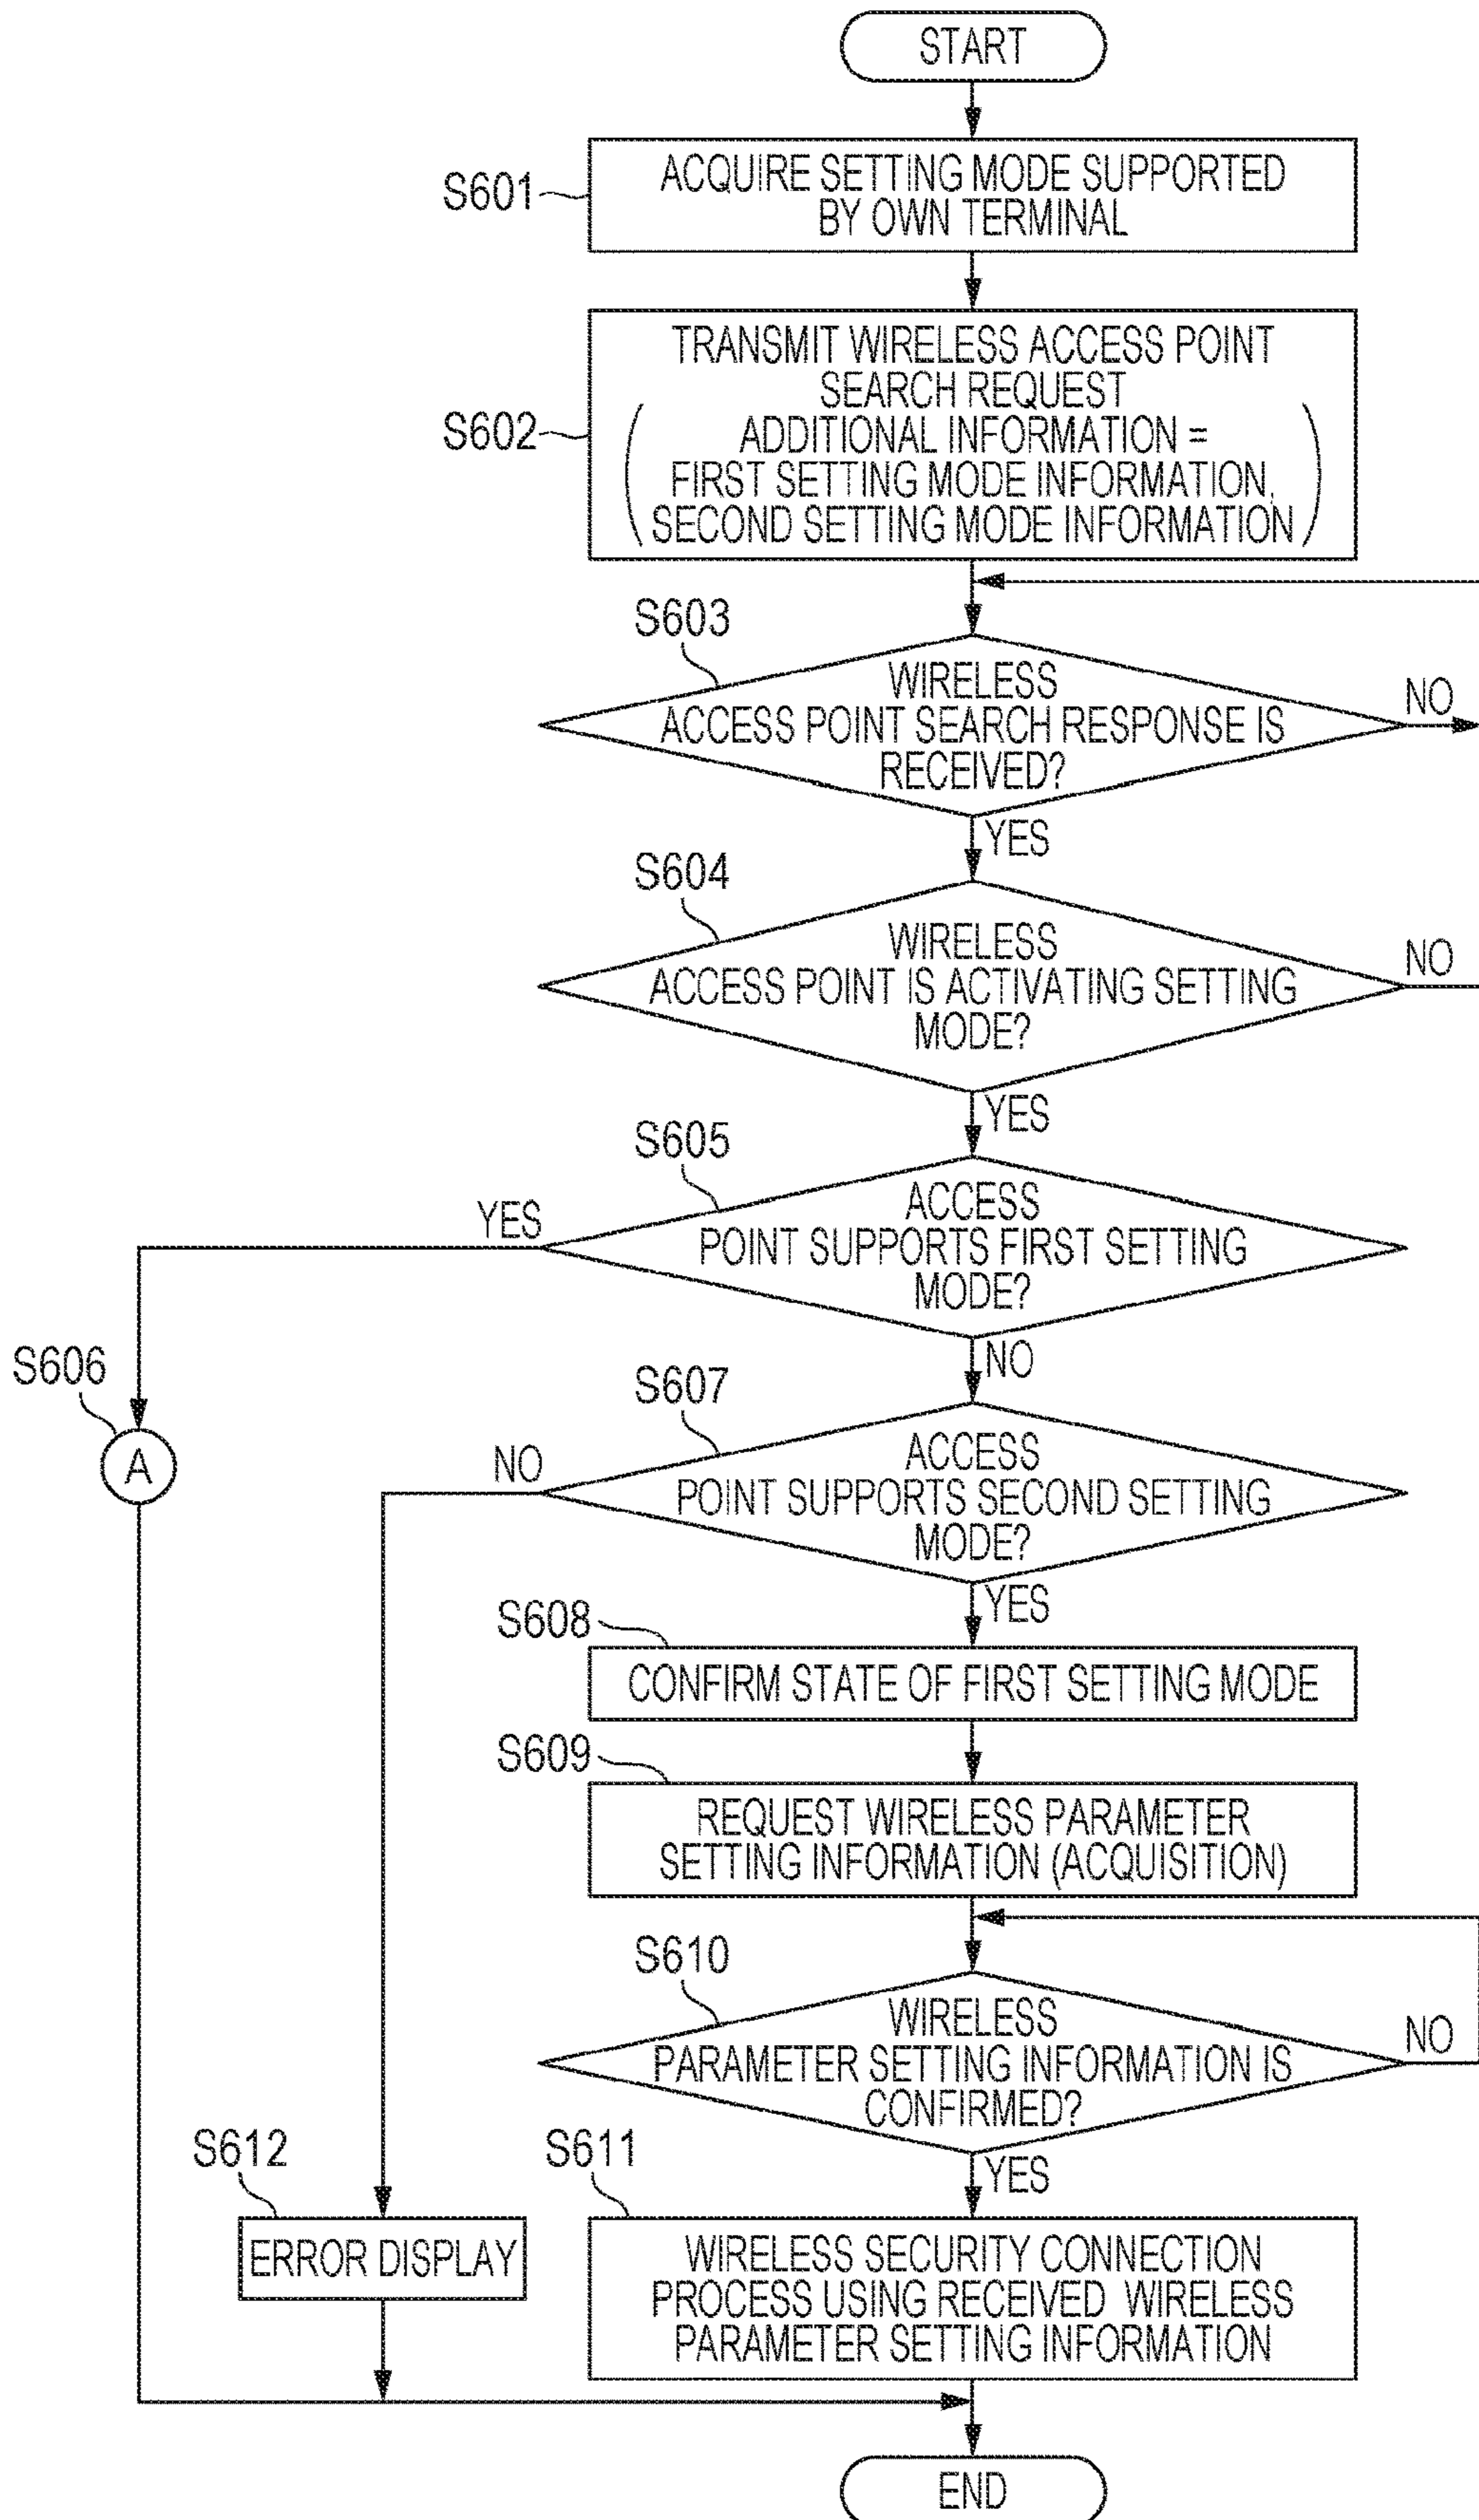 START
S601
ACQUIRE SETTING MODE SUPPORTED
BY OWN TERMINAL
S602
TRANSMIT WIRELESS ACCESS POINT
SEARCH REQUEST
ADDITIONAL INFORMATION =
FIRST SETTING MODE INFORMATION,
SECOND SETTING MODE INFORMATION
S603
WIRELESS
ACCESS POINT SEARCH RESPONSE IS
RECEIVED?
NO
YES
S604
WIRELESS
ACCESS POINT IS ACTIVATING SETTING
MODE?
NO
YES
S605
ACCESS
POINT SUPPORTS FIRST SETTING
MODE?
YES
NO
S606
A
S607
ACCESS
POINT SUPPORTS SECOND SETTING
MODE?
NO
YES
S608
CONFIRM STATE OF FIRST SETTING MODE
S609
REQUEST WIRELESS PARAMETER
SETTING INFORMATION (ACQUISITION)
S610
WIRELESS
PARAMETER SETTING INFORMATION IS
CONFIRMED?
NO
YES
S612
ERROR DISPLAY
S611
WIRELESS SECURITY CONNECTION
PROCESS USING RECEIVED WIRELESS
PARAMETER SETTING INFORMATION
END